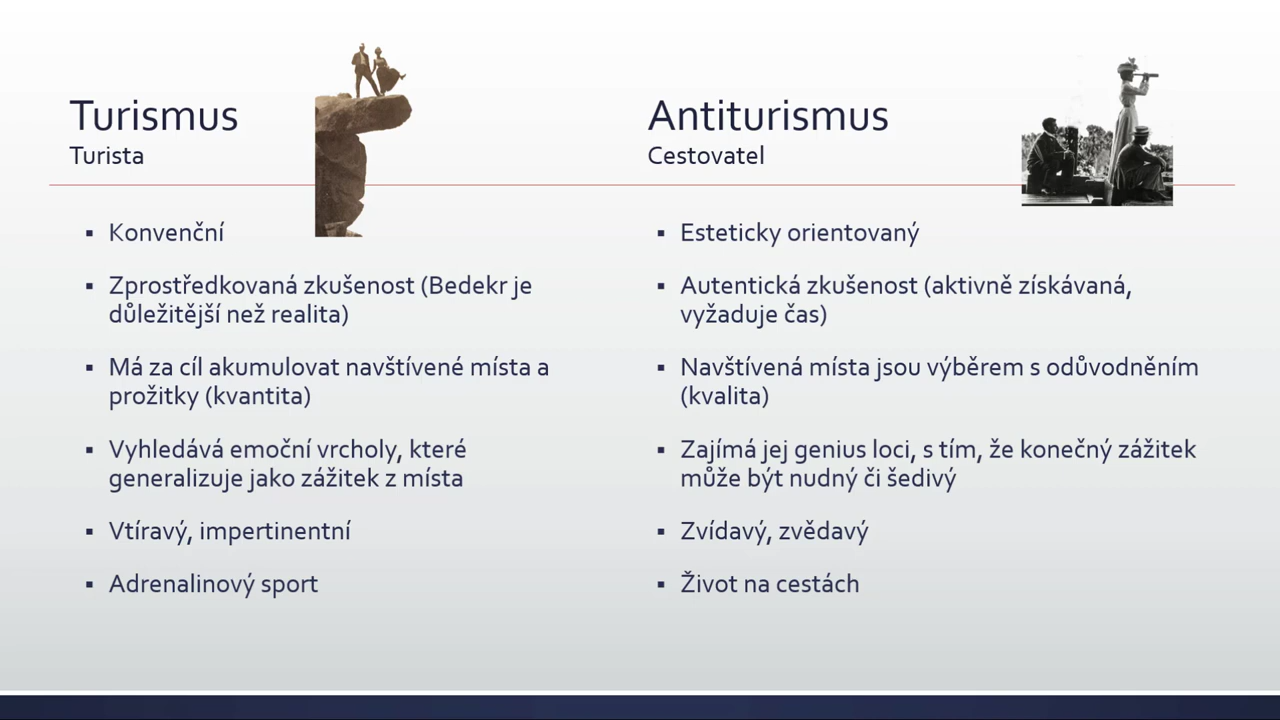 Turismus
Turista
▪ Konvenční
▪ Zprostředkovaná zkušenost (Bedekr je
důležitější než realita)
▪ Má za cíl akumulovat navštívené místa a
prožitky (kvantita)
▪ Vyhledává emoční vrcholy, které
generalizuje jako zážitek z místa
▪ Vtíravý, impertinentní
▪ Adrenalinový sport
Antiturismus
Cestovatel
▪ Esteticky orientovaný
▪ Autentická zkušenost (aktivně získávaná,
vyžaduje čas)
▪ Navštívená místa jsou výběrem s odůvodněním
(kvalita)
▪ Zajímá jej genius loci, s tím, že konečný zážitek
může být nudný či šedivý
▪ Zvídavý, zvědavý
▪ Život na cestách